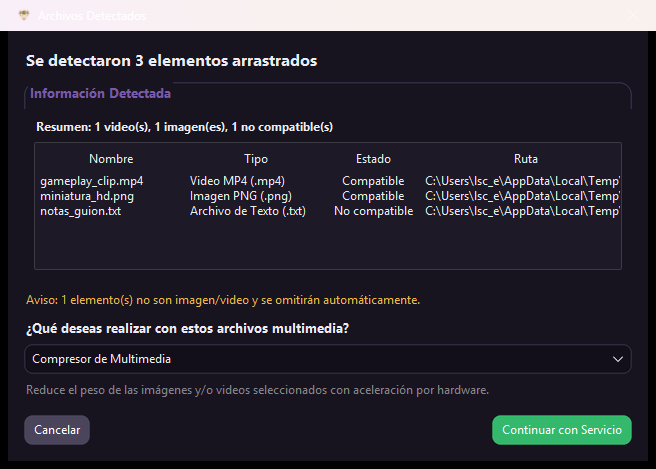 Archivos Detectados
Se detectaron 3 elementos arrastrados
Información Detectada
Resumen: 1 video(s), 1 imagen(es), 1 no compatible(s)
Nombre Tipo Estado Ruta
gameplay_clip.mp4 Video MP4 (.mp4) Compatible C:\Users\lsc_e\AppData\Local\Temp\
miniatura_hd.png Imagen PNG (.png) Compatible C:\Users\lsc_e\AppData\Local\Temp\
notas_guion.txt Archivo de Texto (.txt) No compatible C:\Users\lsc_e\AppData\Local\Temp\
Aviso: 1 elemento(s) no son imagen/video y se omitirán automáticamente.
¿Qué deseas realizar con estos archivos multimedia?
Compresor de Multimedia
Reduce el peso de las imágenes y/o videos seleccionados con aceleración por hardware.
Cancelar Continuar con Servicio